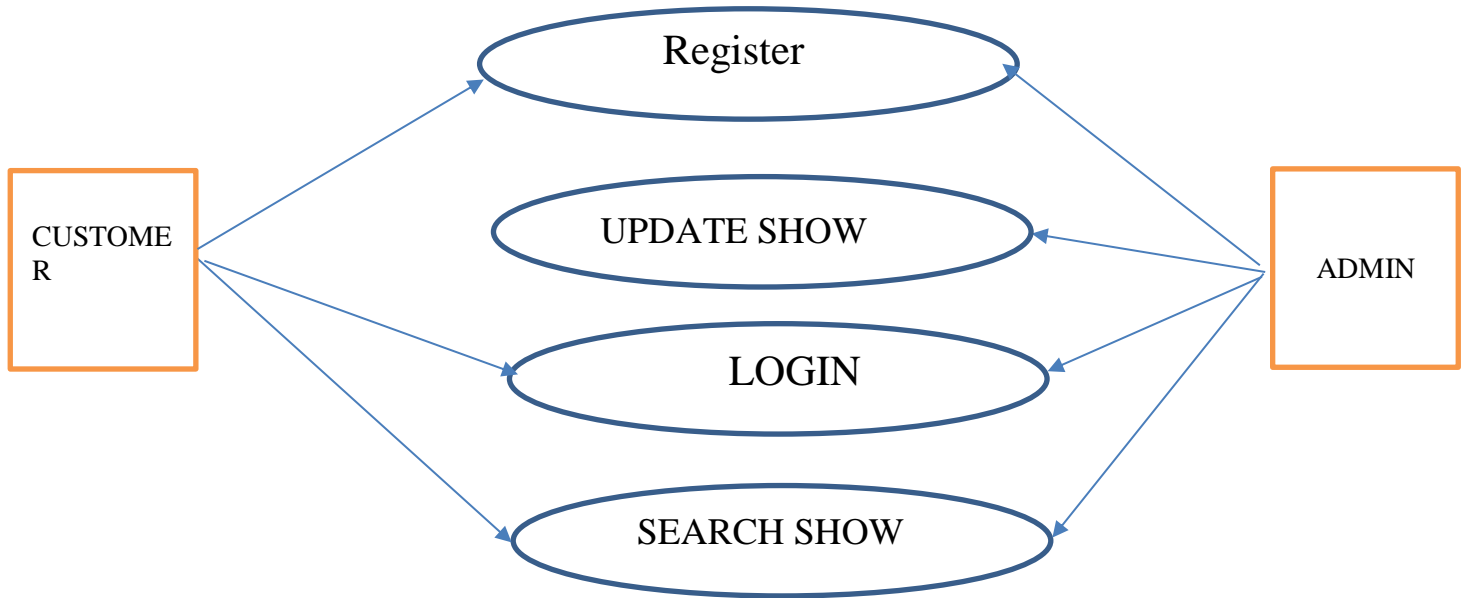 Register
UPDATE SHOW
CUSTOME
R
ADMIN
LOGIN
SEARCH SHOW